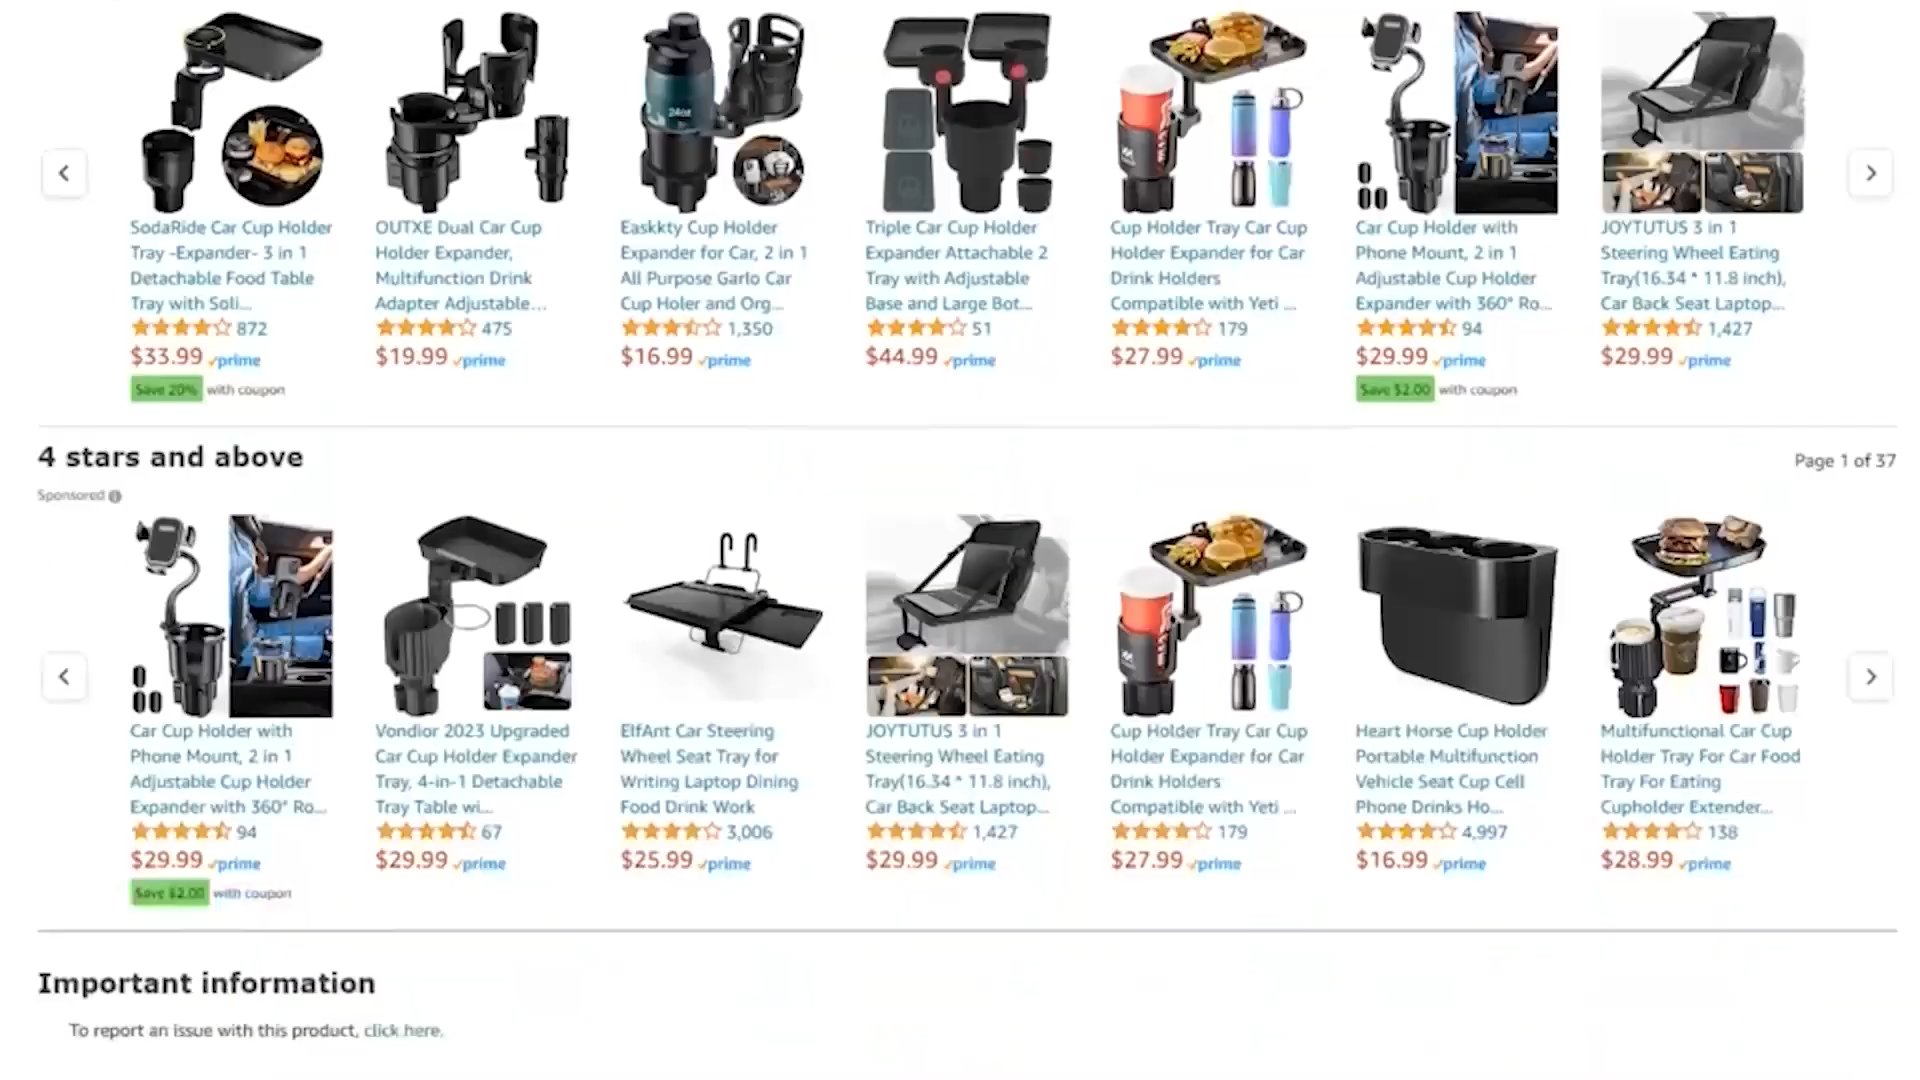 SodaRide Car Cup Holder
Tray -Expander- 3 in 1
Detachable Food Table
Tray with Soli...
872
$33.99 prime
Save 20% with coupon
OUTXE Dual Car Cup
Holder Expander,
Multifunction Drink
Adapter Adjustable...
475
$19.99 prime
24oz
Easkkty Cup Holder
Expander for Car, 2 in 1
All Purpose Garlo Car
Cup Holer and Org...
1,350
$16.99 prime
Triple Car Cup Holder
Expander Attachable 2
Tray with Adjustable
Base and Large Bot...
51
$44.99 prime
Cup Holder Tray Car Cup
Holder Expander for Car
Drink Holders
Compatible with Yeti ...
179
$27.99 prime
Car Cup Holder with
Phone Mount, 2 in 1
Adjustable Cup Holder
Expander with 360° Ro...
94
$29.99 prime
Save $2.00 with coupon
JOYTUTUS 3 in 1
Steering Wheel Eating
Tray(16.34 * 11.8 inch),
Car Back Seat Laptop...
1,427
$29.99 prime
4 stars and above
Page 1 of 37
Sponsored
Car Cup Holder with
Phone Mount, 2 in 1
Adjustable Cup Holder
Expander with 360° Ro...
94
$29.99 prime
Save $2.00 with coupon
Vondior 2023 Upgraded
Car Cup Holder Expander
Tray, 4-in-1 Detachable
Tray Table wi...
67
$29.99 prime
ElfAnt Car Steering
Wheel Seat Tray for
Writing Laptop Dining
Food Drink Work
3,006
$25.99 prime
JOYTUTUS 3 in 1
Steering Wheel Eating
Tray(16.34 * 11.8 inch),
Car Back Seat Laptop...
1,427
$29.99 prime
Cup Holder Tray Car Cup
Holder Expander for Car
Drink Holders
Compatible with Yeti ...
179
$27.99 prime
Heart Horse Cup Holder
Portable Multifunction
Vehicle Seat Cup Cell
Phone Drinks Ho...
4,997
$16.99 prime
Multifunctional Car Cup
Holder Tray For Car Food
Tray For Eating
Cupholder Extender...
138
$28.99 prime
Important information
To report an issue with this product, click here.